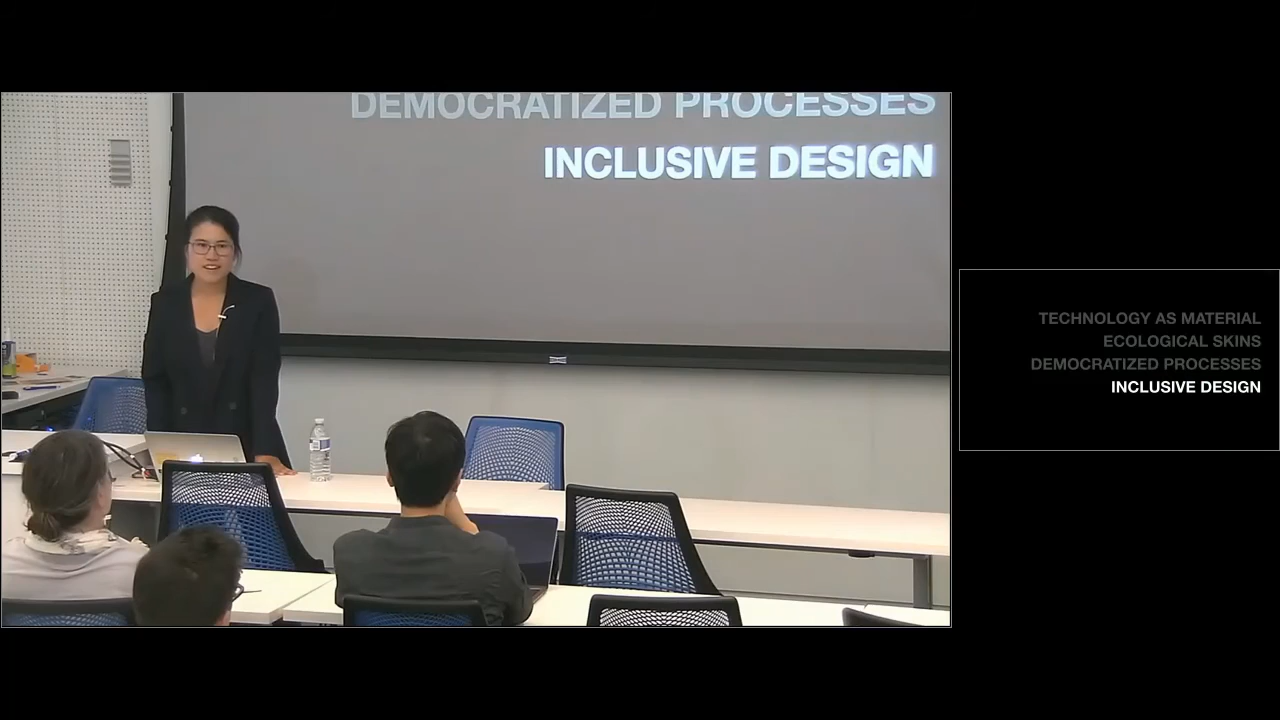 DEMOCRATIZED PROCESSES
INCLUSIVE DESIGN
TECHNOLOGY AS MATERIAL
ECOLOGICAL SKINS
DEMOCRATIZED PROCESSES
INCLUSIVE DESIGN